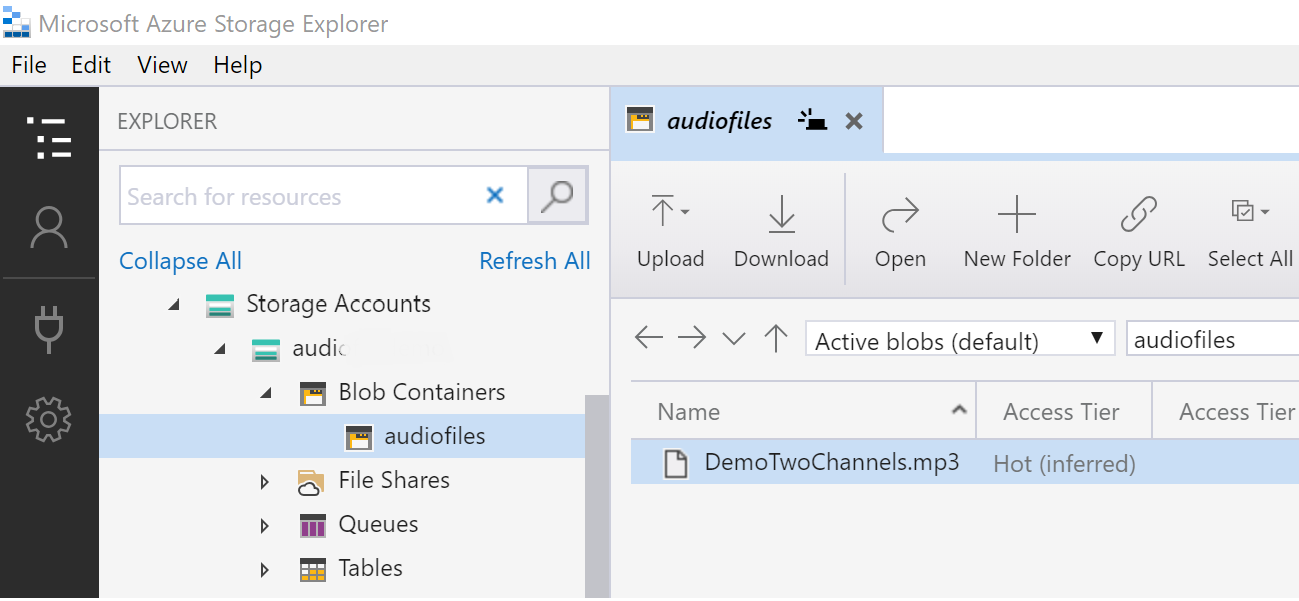 Microsoft Azure Storage Explorer
File Edit View Help
EXPLORER
Search for resources
Collapse All Refresh All
Storage Accounts
Blob Containers
audiofiles
File Shares
Queues
Tables
audiofiles
Upload Download Open New Folder Copy URL Select All
Active blobs (default) audiofiles
Name Access Tier Access Tier
DemoTwoChannels.mp3 Hot (inferred)